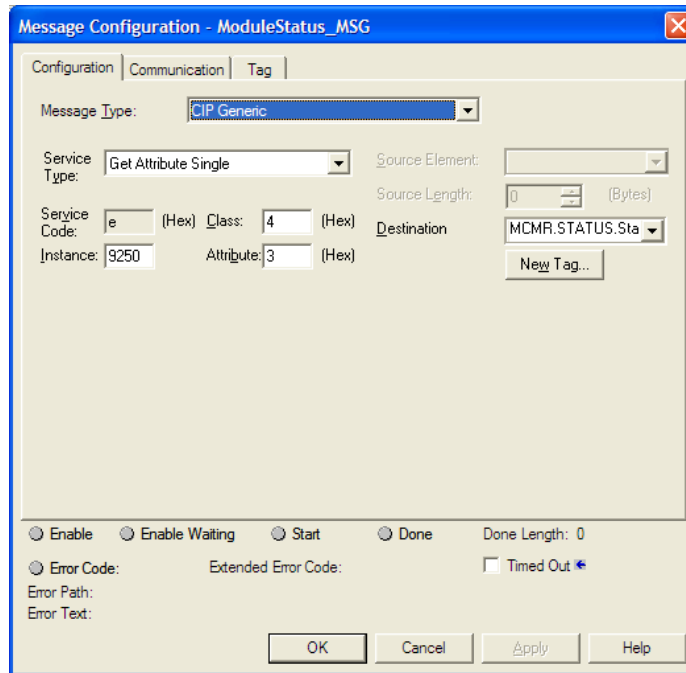 Message Configuration - ModuleStatus_MSG
Configuration Communication Tag
Message Type: CIP Generic
Service Type: Get Attribute Single
Source Element:
Source Length: 0 (Bytes)
Service Code: e (Hex) Class: 4 (Hex)
Destination MCMR.STATUS.Sta
Instance: 9250 Attribute: 3 (Hex)
New Tag...
Enable Enable Waiting Start Done Done Length: 0
Error Code: Extended Error Code: Timed Out
Error Path:
Error Text:
OK Cancel Apply Help